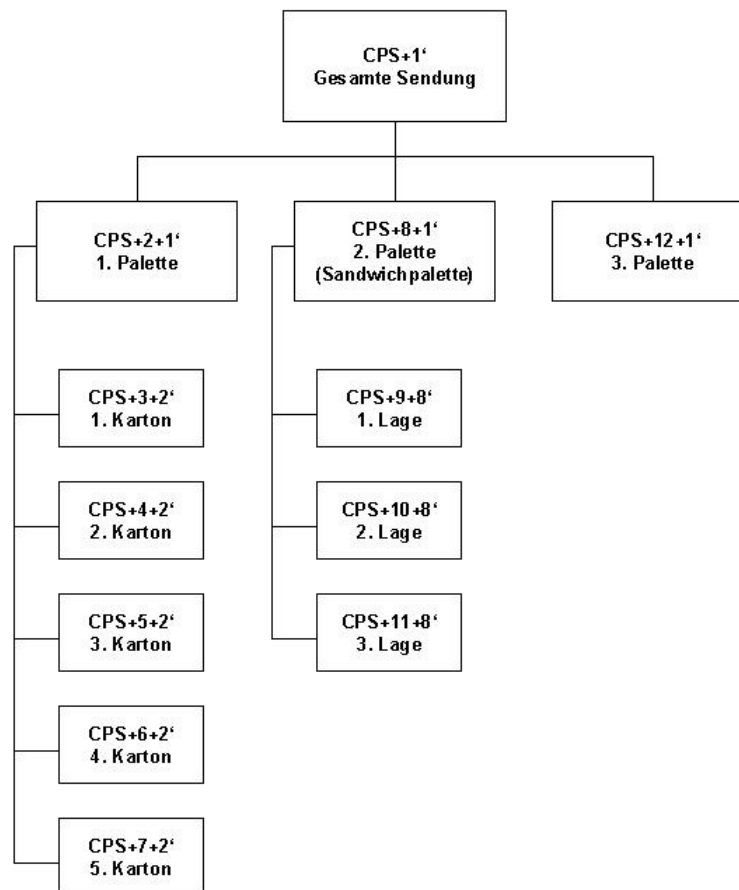 CPS+1‘
Gesamte Sendung
CPS+2+1‘
1. Palette
CPS+8+1‘
2. Palette
(Sandwichpalette)
CPS+12+1‘
3. Palette
CPS+3+2‘
1. Karton
CPS+4+2‘
2. Karton
CPS+5+2‘
3. Karton
CPS+6+2‘
4. Karton
CPS+7+2‘
5. Karton
CPS+9+8‘
1. Lage
CPS+10+8‘
2. Lage
CPS+11+8‘
3. Lage